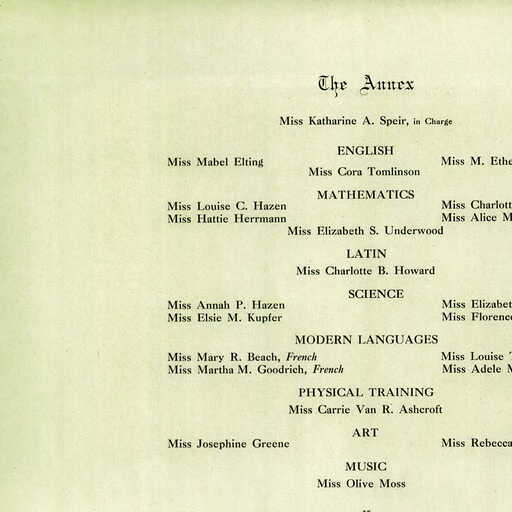 The Annex
Miss Katharine A. Speir, in Charge
ENGLISH
Miss Mabel Elting Miss M. Ethe
Miss Cora Tomlinson
MATHEMATICS
Miss Louise C. Hazen Miss Charlott
Miss Hattie Herrmann Miss Alice M
Miss Elizabeth S. Underwood
LATIN
Miss Charlotte B. Howard
SCIENCE
Miss Annah P. Hazen Miss Elizabet
Miss Elsie M. Kupfer Miss Florence
MODERN LANGUAGES
Miss Mary R. Beach, French Miss Louise
Miss Martha M. Goodrich, French Miss Adele M
PHYSICAL TRAINING
Miss Carrie Van R. Ashcroft
ART
Miss Josephine Greene Miss Rebecca
MUSIC
Miss Olive Moss